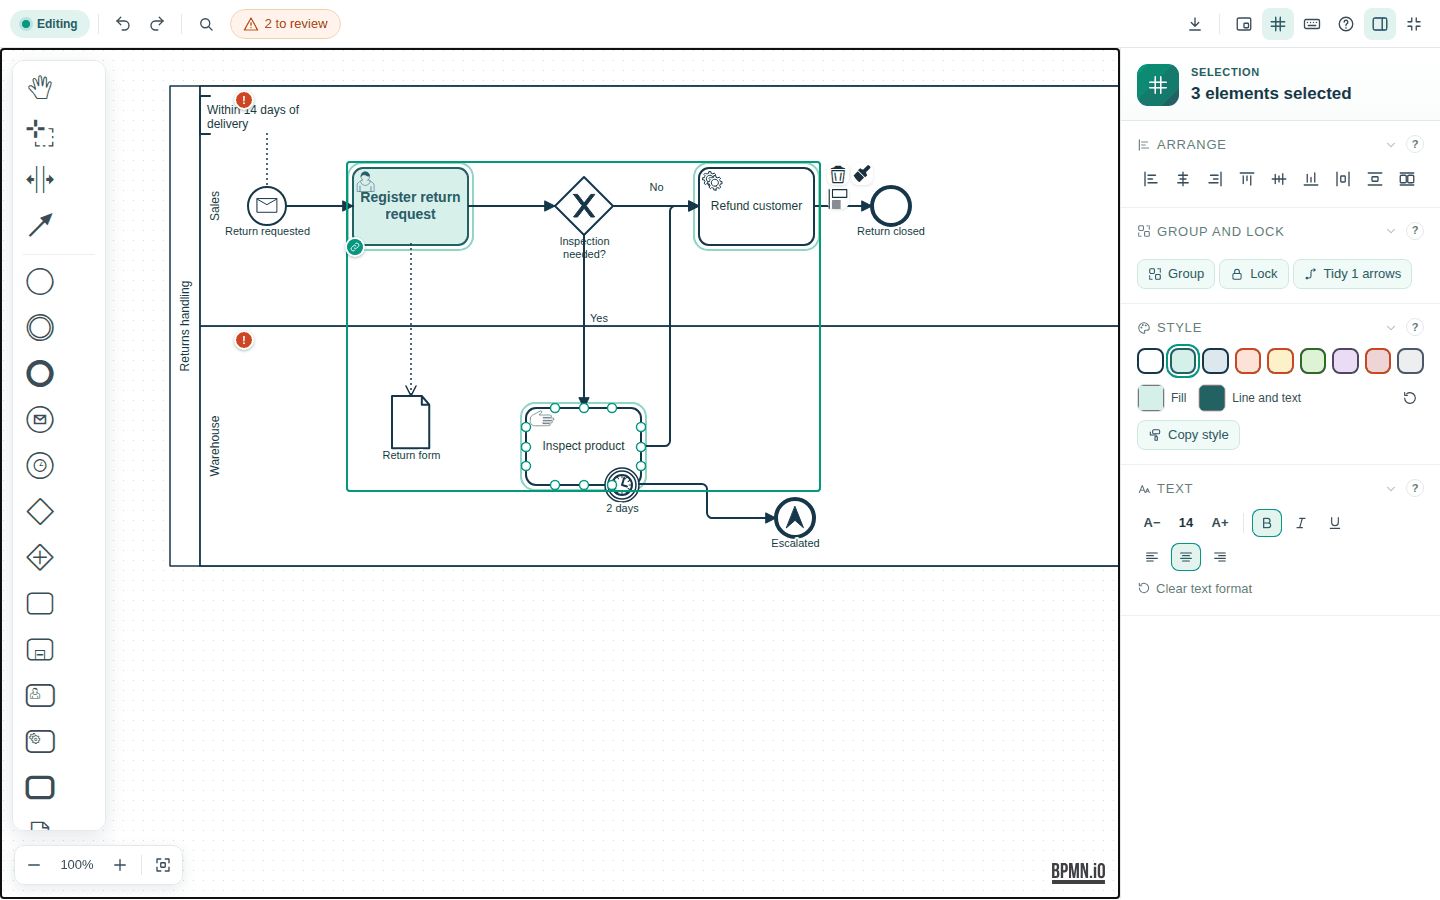 Editing
2 to review
SELECTION
3 elements selected
ARRANGE
?
GROUP AND LOCK
?
Group
Lock
Tidy 1 arrows
STYLE
?
Fill
Line and text
Copy style
TEXT
?
A−
14
A+
B
I
U
Clear text format
Within 14 days of
delivery
Returns handling
Sales
Warehouse
Return requested
Register return
request
Inspection
needed?
No
Yes
Refund customer
Return closed
Return form
Inspect product
2 days
Escalated
100%
BPMN.iO